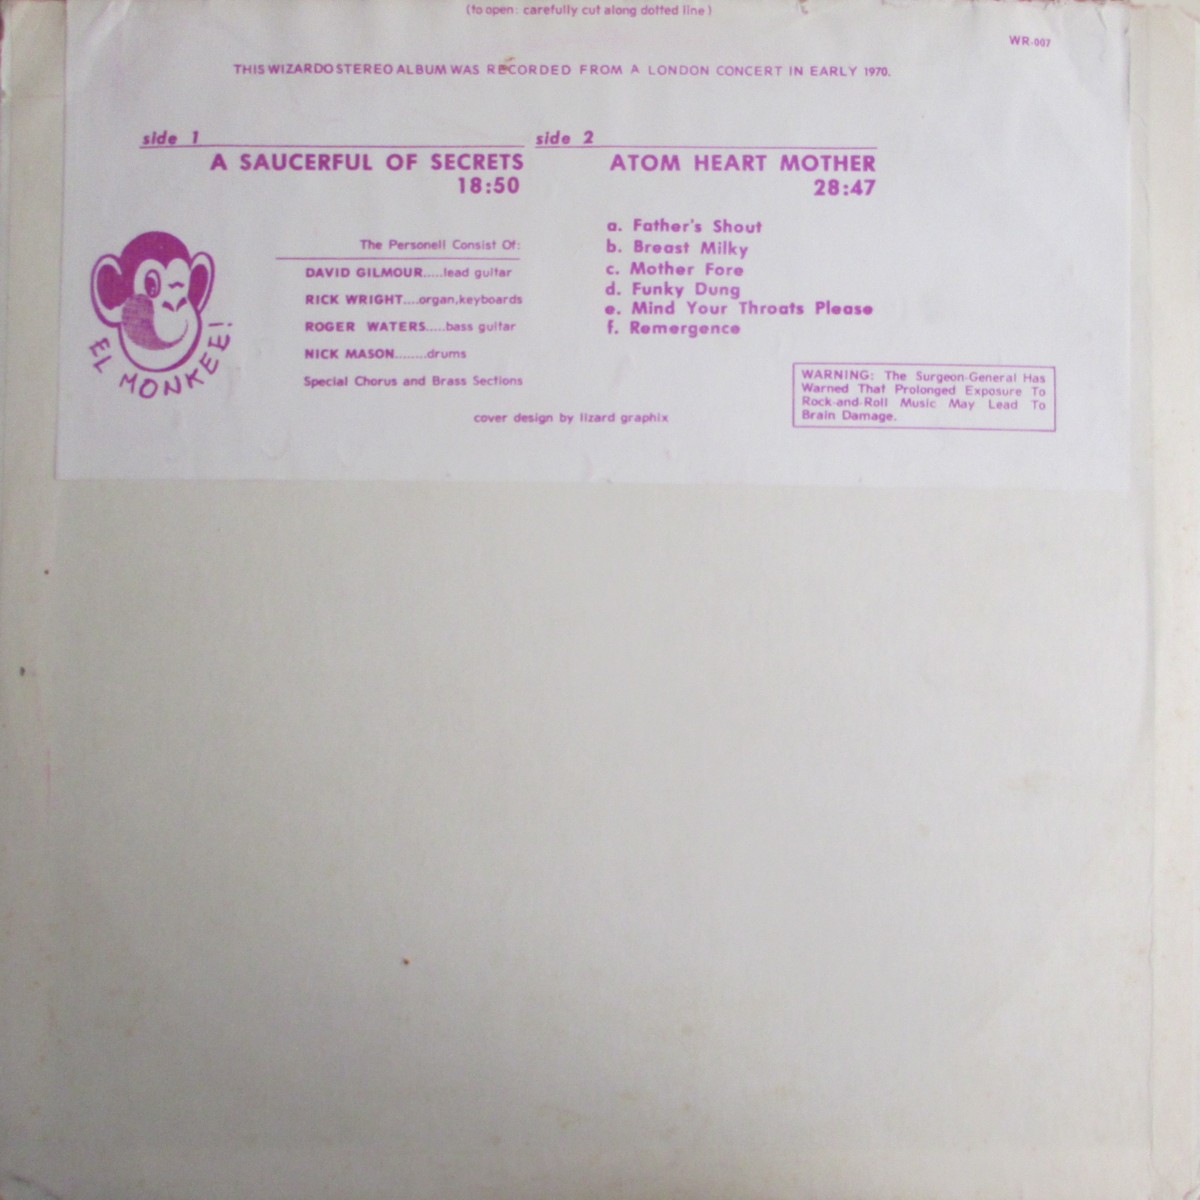 (to open: carefully cut along dotted line)
WR-007
THIS WIZARDO STEREO ALBUM WAS RECORDED FROM A LONDON CONCERT IN EARLY 1970.
side 1
A SAUCERFUL OF SECRETS
18:50
The Personell Consist Of:
DAVID GILMOUR.....lead guitar
RICK WRIGHT....organ,keyboards
ROGER WATERS.....bass guitar
NICK MASON........drums
Special Chorus and Brass Sections
EL MONKEE!
side 2
ATOM HEART MOTHER
28:47
a. Father's Shout
b. Breast Milky
c. Mother Fore
d. Funky Dung
e. Mind Your Throats Please
f. Remergence
WARNING: The Surgeon-General Has
Warned That Prolonged Exposure To
Rock-and-Roll Music May Lead To
Brain Damage.
cover design by lizard graphix